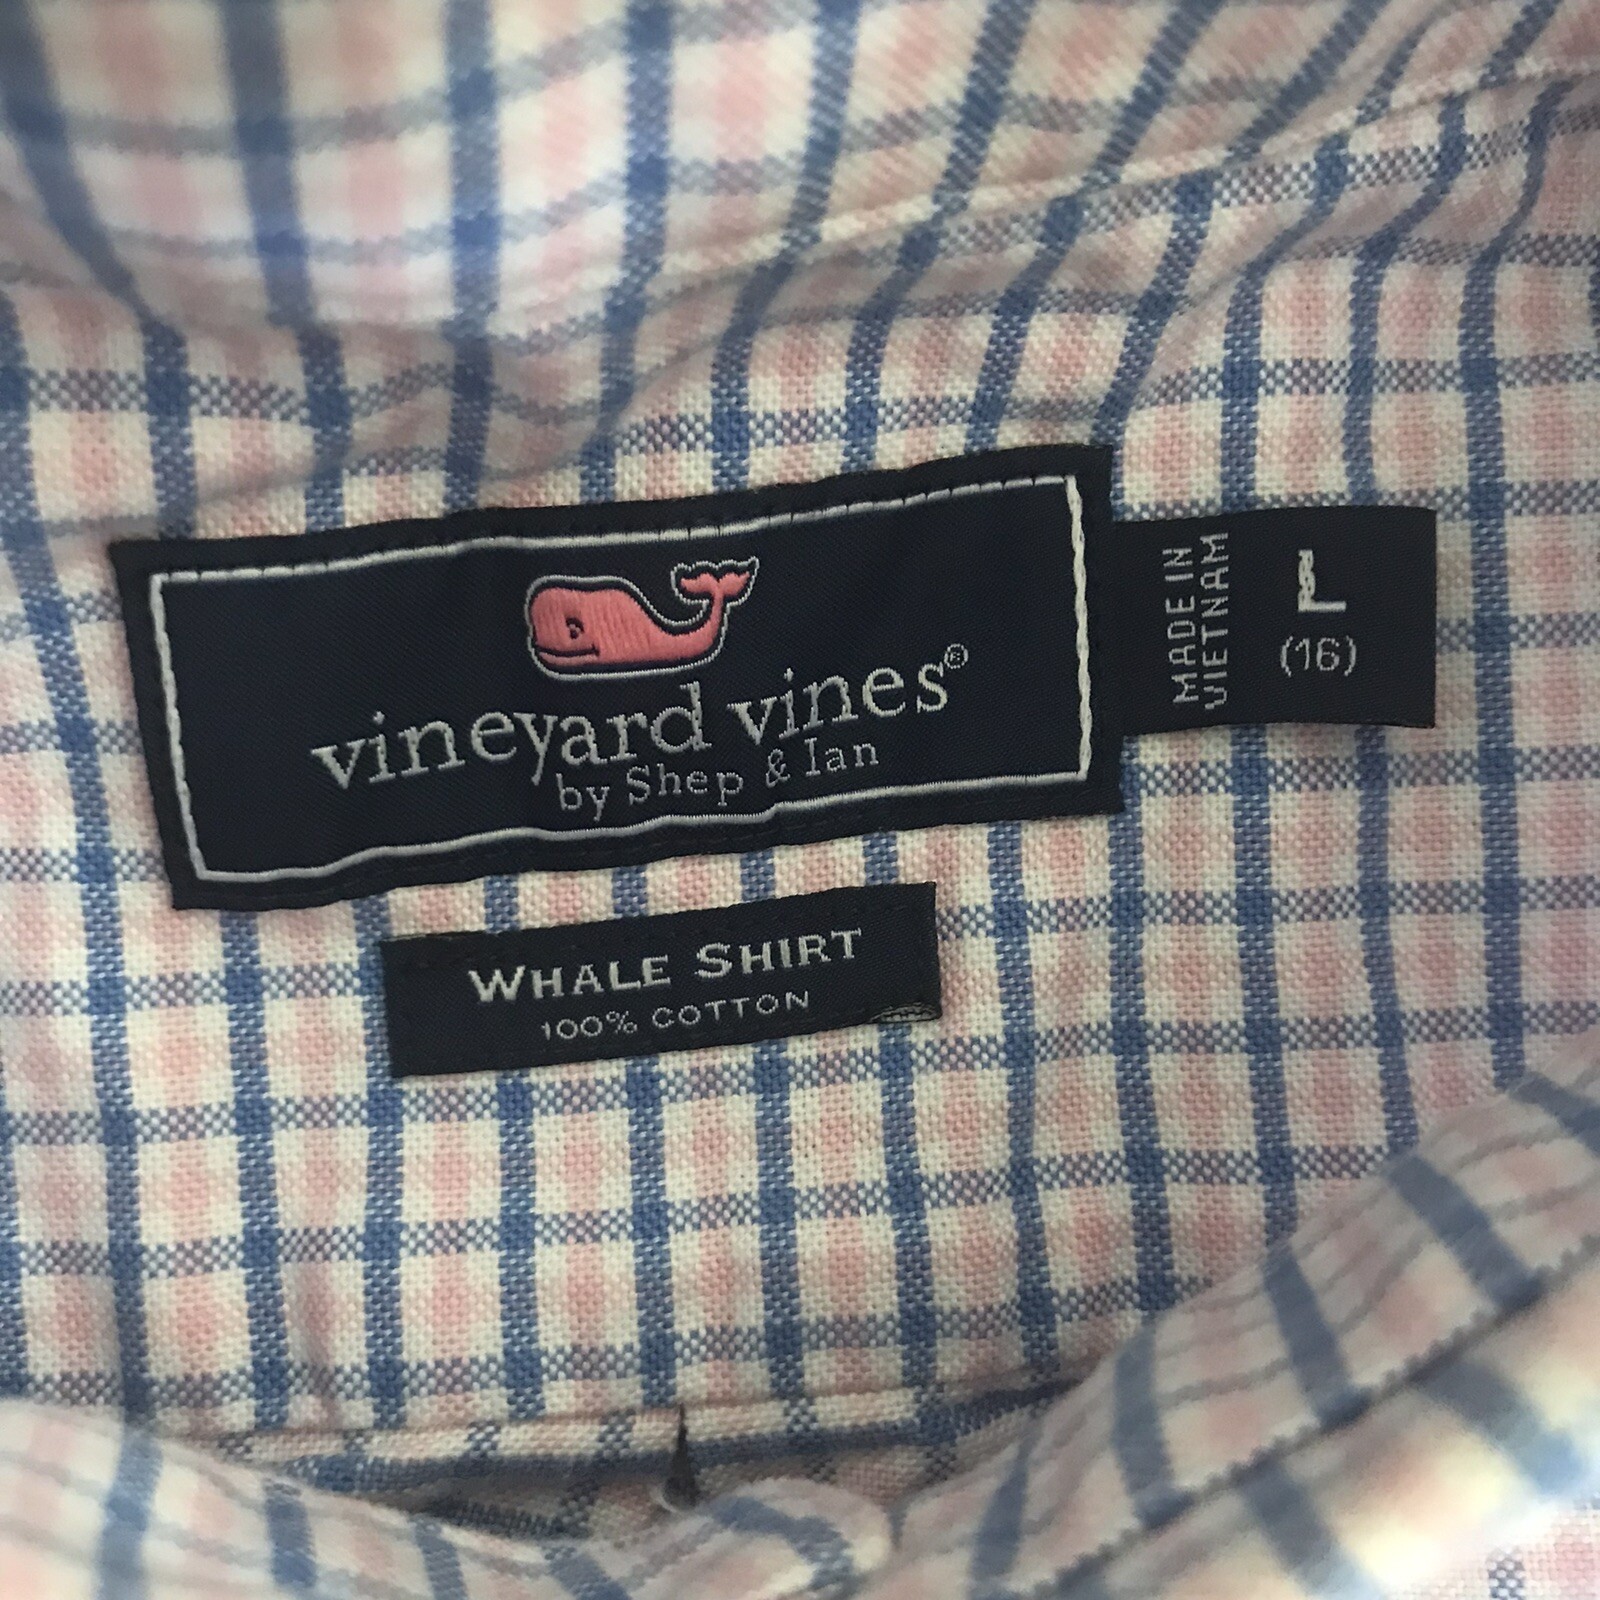 vineyard vines®
by Shep & Ian
MADE IN
VIETNAM
L
(16)
WHALE SHIRT
100% COTTON